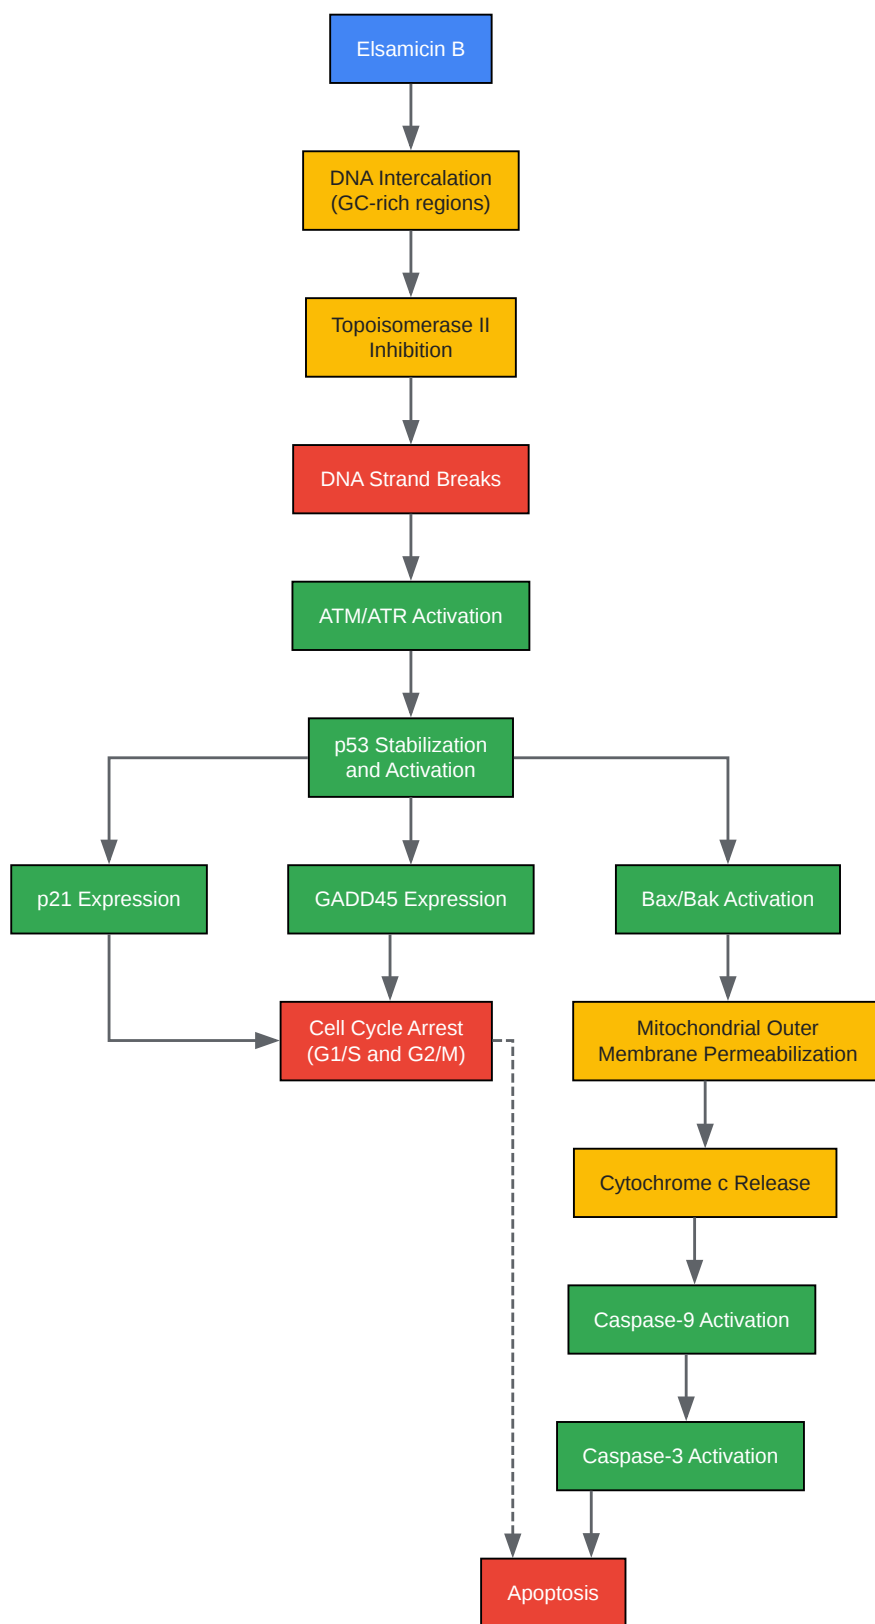 Elsamicin B
DNA Intercalation
(GC-rich regions)
Topoisomerase II
Inhibition
DNA Strand Breaks
ATM/ATR Activation
p53 Stabilization
and Activation
p21 Expression
GADD45 Expression
Bax/Bak Activation
Cell Cycle Arrest
(G1/S and G2/M)
Mitochondrial Outer
Membrane Permeabilization
Cytochrome c Release
Caspase-9 Activation
Caspase-3 Activation
Apoptosis